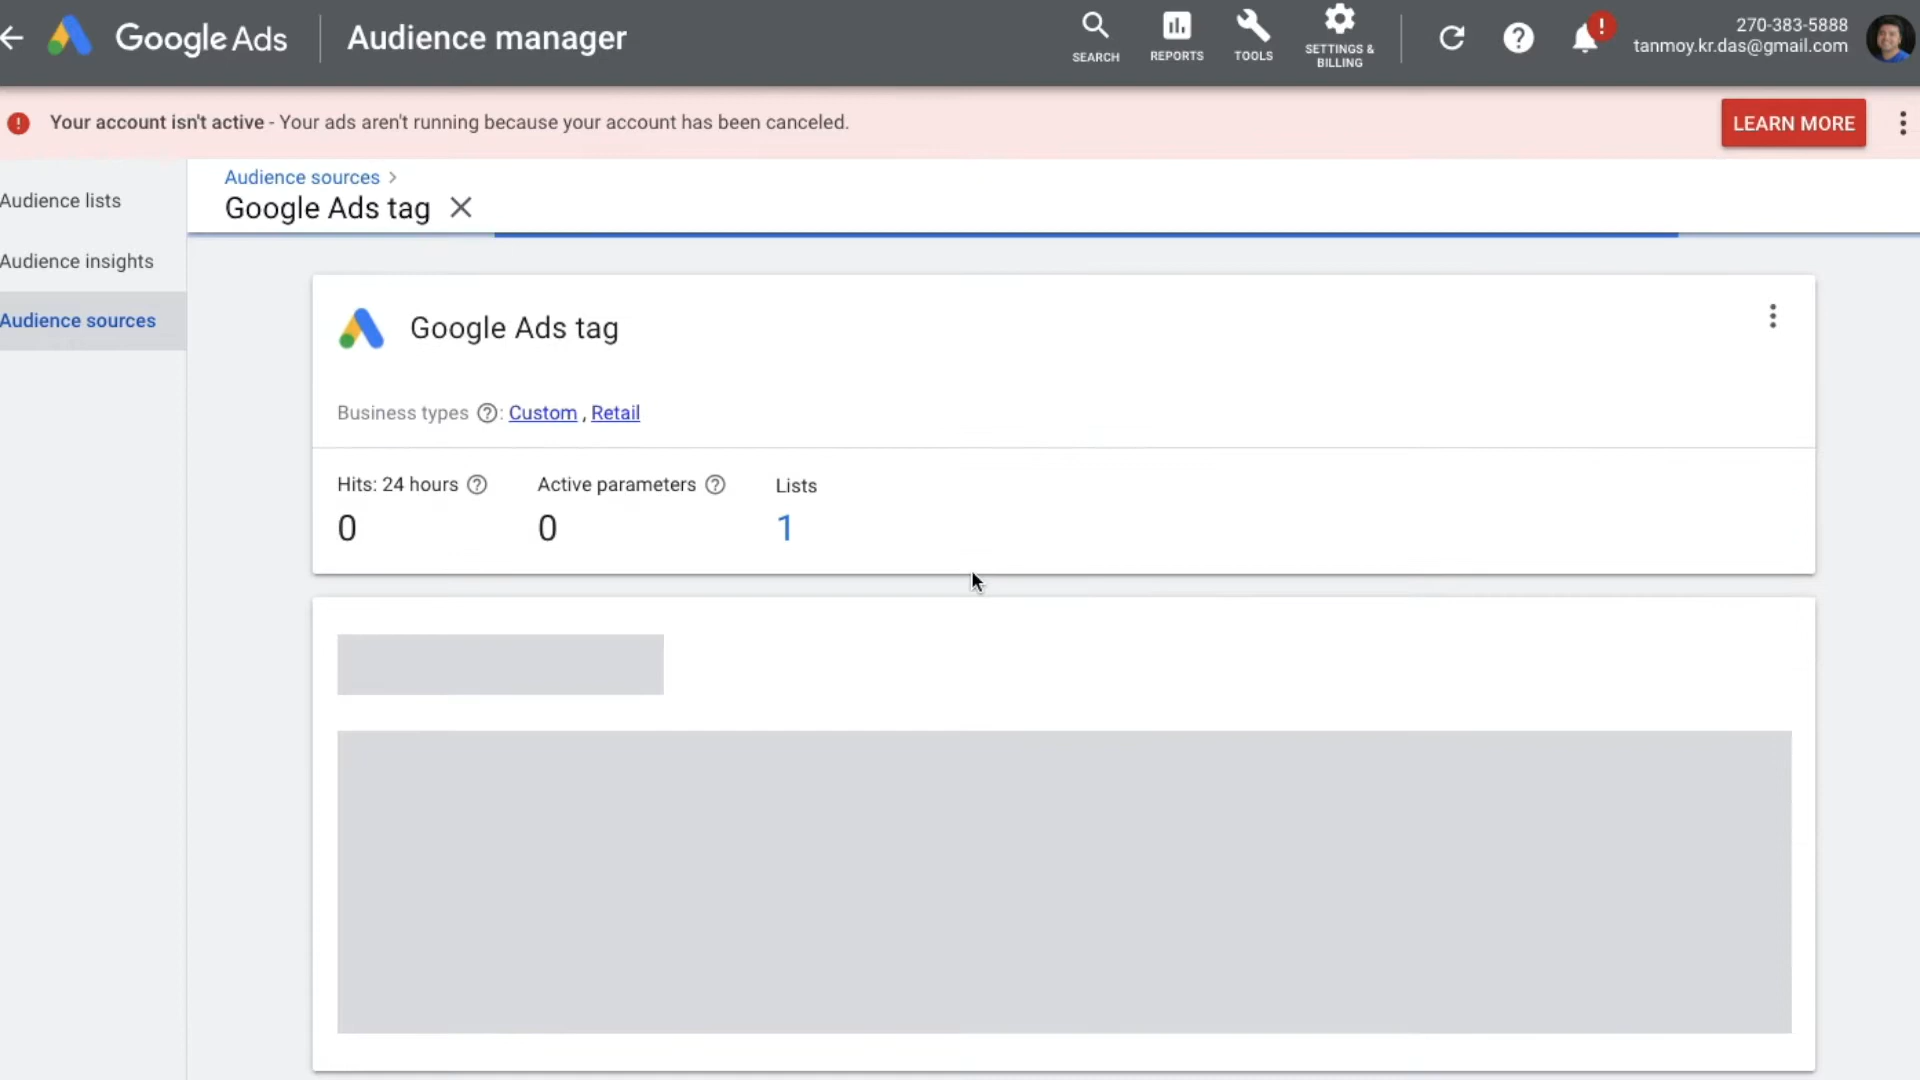 Google Ads
Audience manager
SEARCH
REPORTS
TOOLS
SETTINGS &
BILLING
?
!
270-383-5888
tanmoy.kr.das@gmail.com
! Your account isn't active - Your ads aren't running because your account has been canceled.
LEARN MORE
Audience lists
Audience insights
Audience sources
Audience sources >
Google Ads tag
Google Ads tag
Business types ?: Custom , Retail
Hits: 24 hours ?
0
Active parameters ?
0
Lists
1